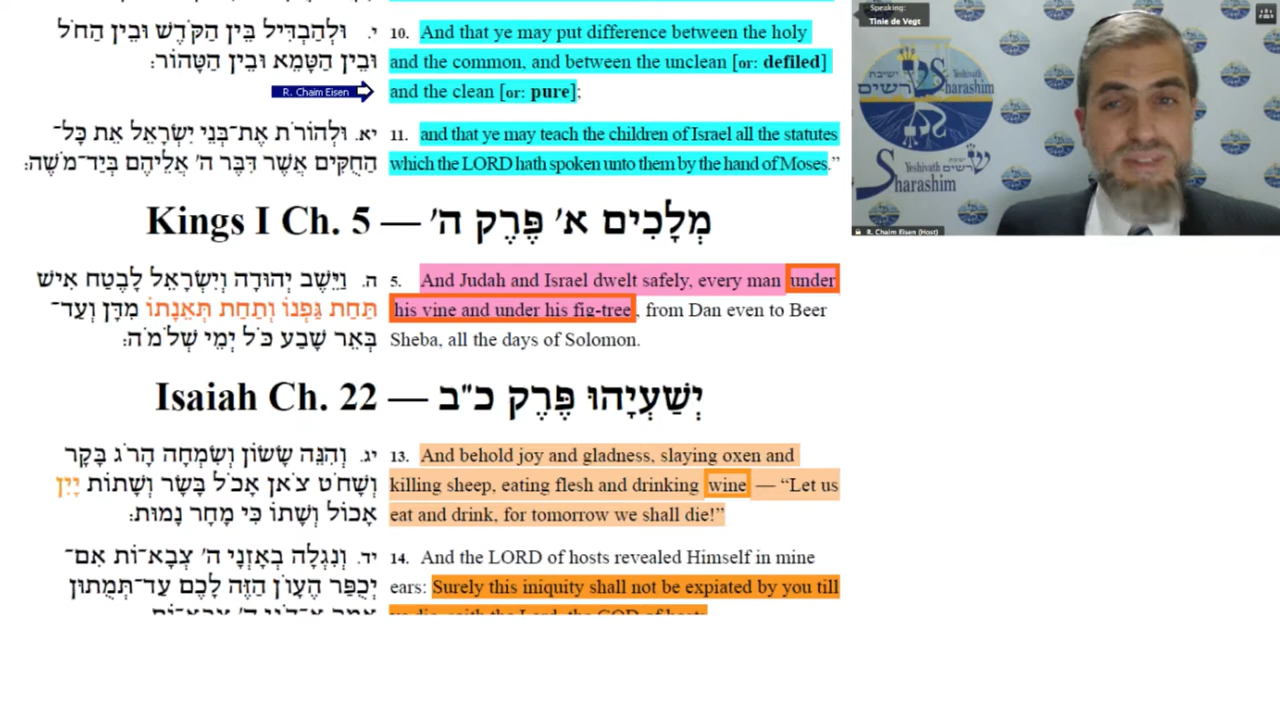 י. וּלְהַבְדִּיל בֵּין הַקֹּדֶשׁ וּבֵין הַחֹל
וּבֵין הַטָּמֵא וּבֵין הַטָּהוֹר:
10. And that ye may put difference between the holy
and the common, and between the unclean [or: defiled]
and the clean [or: pure];
R. Chaim Eisen
יא. וּלְהוֹרֹת אֶת־בְּנֵי יִשְׂרָאֵל אֵת כָּל־
הַחֻקִּים אֲשֶׁר דִּבֶּר ה' אֲלֵיהֶם בְּיַד־מֹשֶׁה:
11. and that ye may teach the children of Israel all the statutes
which the LORD hath spoken unto them by the hand of Moses."
Kings I Ch. 5 — מְלָכִים א' פֶּרֶק ה'
ה. וַיֵּשֶׁב יְהוּדָה וְיִשְׂרָאֵל לָבֶטַח אִישׁ
תַּחַת גַּפְנוֹ וְתַחַת תְּאֵנָתוֹ מִדָּן וְעַד־
בְּאֵר שָׁבַע כֹּל יְמֵי שְׁלֹמֹה:
5. And Judah and Israel dwelt safely, every man under
his vine and under his fig-tree, from Dan even to Beer
Sheba, all the days of Solomon.
Isaiah Ch. 22 — יְשַׁעְיָהוּ פֶּרֶק כ"ב
יג. וְהִנֵּה שָׂשׂוֹן וְשִׂמְחָה הָרֹג בָּקָר
וְשָׁחֹט צֹאן אָכֹל בָּשָׂר וְשָׁתוֹת יָיִן
אָכוֹל וְשָׁתוֹ כִּי מָחָר נָמוּת:
13. And behold joy and gladness, slaying oxen and
killing sheep, eating flesh and drinking wine — "Let us
eat and drink, for tomorrow we shall die!"
יד. וְנִגְלָה בְאָזְנָי ה' צְבָא־וֹת אִם־
יְכֻפַּר הֶעָוֹן הַזֶּה לָכֶם עַד־תְּמֻתוּן
14. And the LORD of hosts revealed Himself in mine
ears: Surely this iniquity shall not be expiated by you till
Speaking:
Tinie de Vegt
ישיבת
שרשים
Yeshivath
Sharashim
Yeshivath ישיבת
Sharashim שרשים
R. Chaim Eisen (Host)